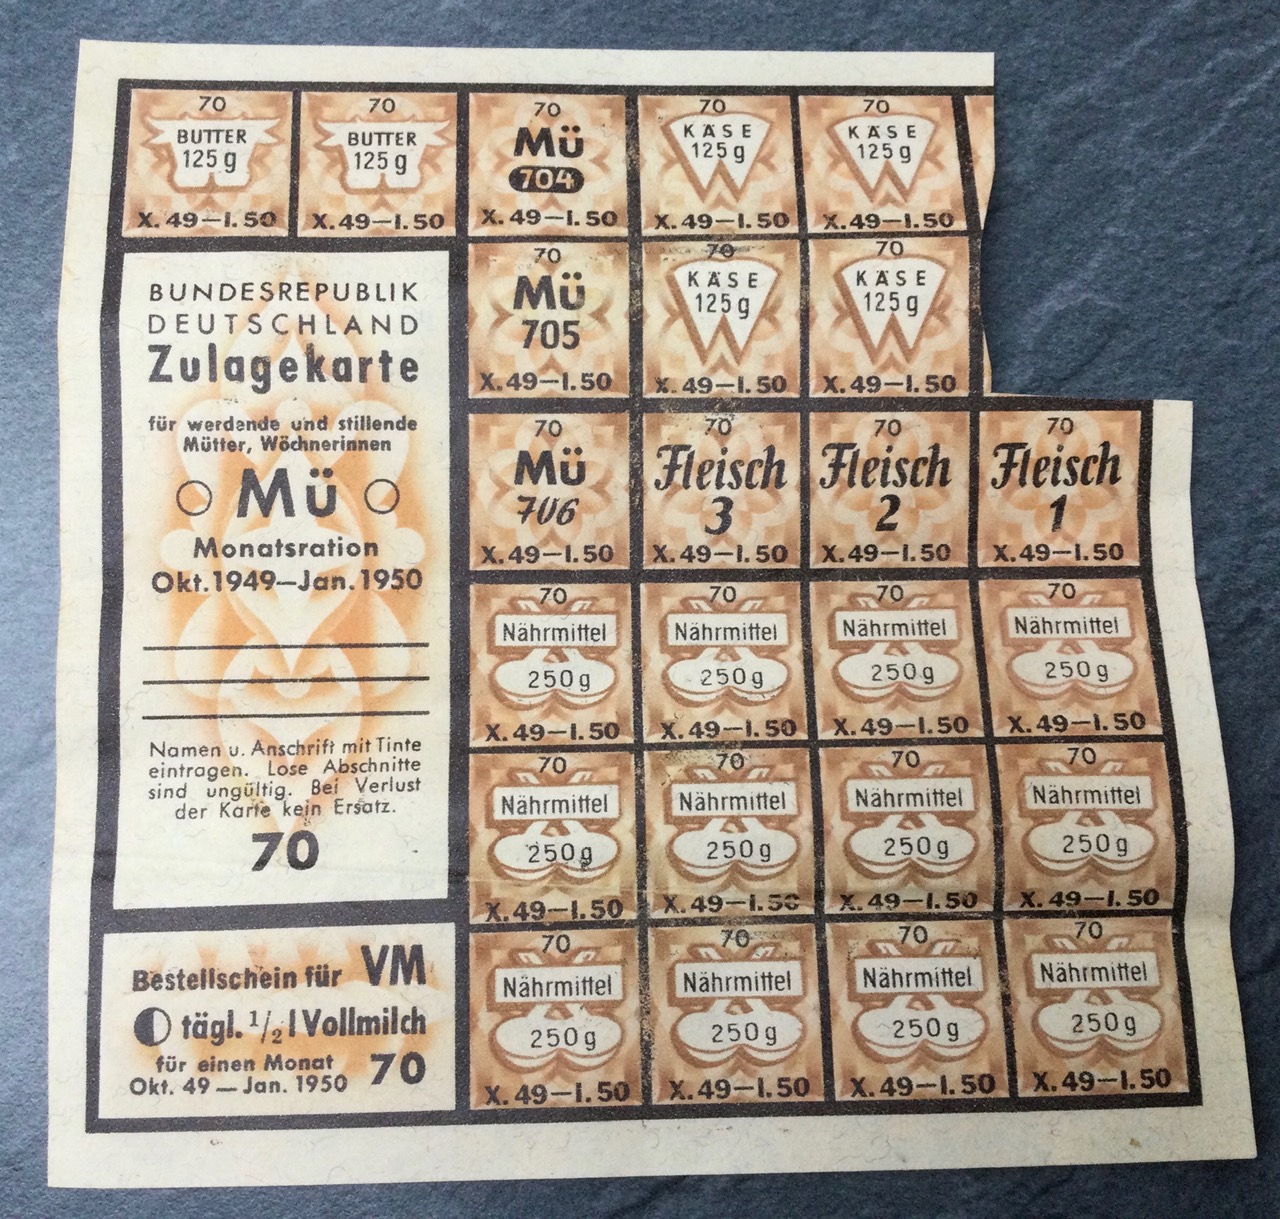 70
BUTTER
125 g
X. 49–I. 50
70
BUTTER
125 g
X. 49–I. 50
70
Mü
704
X. 49–I. 50
70
KÄSE
125 g
X. 49–I. 50
70
KÄSE
125 g
X. 49–I. 50
BUNDESREPUBLIK
DEUTSCHLAND
Zulagekarte
für werdende und stillende
Mütter, Wöchnerinnen
Mü
Monatsration
Okt. 1949–Jan. 1950
Namen u. Anschrift mit Tinte
eintragen. Lose Abschnitte
sind ungültig. Bei Verlust
der Karte kein Ersatz.
70
70
Mü
705
X. 49–I. 50
70
KÄSE
125 g
X. 49–I. 50
70
KÄSE
125 g
X. 49–I. 50
70
Mü
706
X. 49–I. 50
70
Fleisch
3
X. 49–I. 50
70
Fleisch
2
X. 49–I. 50
70
Fleisch
1
X. 49–I. 50
70
Nährmittel
250 g
X. 49–I. 50
70
Nährmittel
250 g
X. 49–I. 50
70
Nährmittel
250 g
X. 49–I. 50
70
Nährmittel
250 g
X. 49–I. 50
70
Nährmittel
250 g
X. 49–I. 50
70
Nährmittel
250 g
X. 49–I. 50
70
Nährmittel
250 g
X. 49–I. 50
70
Nährmittel
250 g
X. 49–I. 50
Bestellschein für VM
tägl. 1/2 l Vollmilch
für einen Monat 70
Okt. 49 – Jan. 1950
70
Nährmittel
250 g
X. 49–I. 50
70
Nährmittel
250 g
X. 49–I. 50
70
Nährmittel
250 g
X. 49–I. 50
70
Nährmittel
250 g
X. 49–I. 50